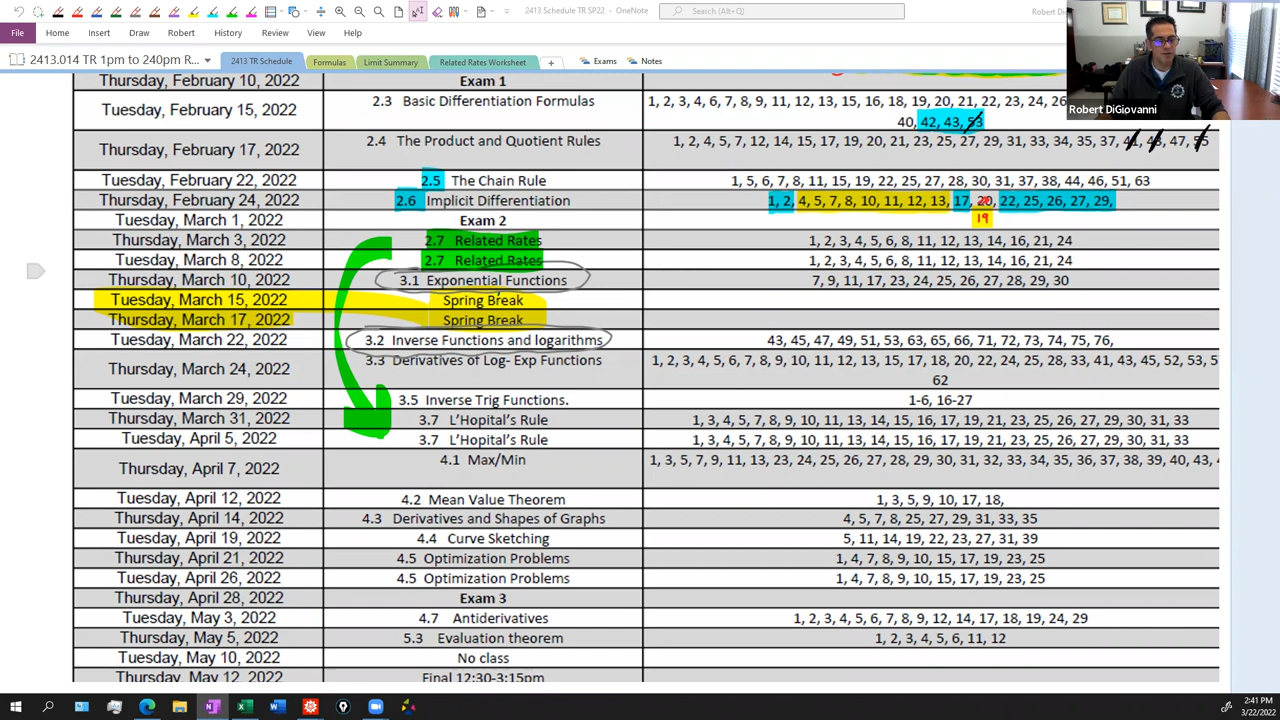 2413 Schedule TR SP22 - OneNote
Search (Alt+Q)
Robert Di
File Home Insert Draw Robert History Review View Help
2413.014 TR 1pm to 240pm R... 2413 TR Schedule Formulas Limit Summary Related Rates Worksheet + Exams Notes
Robert DiGiovanni
Thursday, February 10, 2022 Exam 1
Tuesday, February 15, 2022 2.3 Basic Differentiation Formulas 1, 2, 3, 4, 6, 7, 8, 9, 11, 12, 13, 15, 16, 18, 19, 20, 21, 22, 23, 24, 26
40, 42, 43, 53
Thursday, February 17, 2022 2.4 The Product and Quotient Rules 1, 2, 4, 5, 7, 12, 14, 15, 17, 19, 20, 21, 23, 25, 27, 29, 31, 33, 34, 35, 37, 41, 43, 47, 55
Tuesday, February 22, 2022 2.5 The Chain Rule 1, 5, 6, 7, 8, 11, 15, 19, 22, 25, 27, 28, 30, 31, 37, 38, 44, 46, 51, 63
Thursday, February 24, 2022 2.6 Implicit Differentiation 1, 2, 4, 5, 7, 8, 10, 11, 12, 13, 17, 20, 22, 25, 26, 27, 29,
19
Tuesday, March 1, 2022 Exam 2
Thursday, March 3, 2022 2.7 Related Rates 1, 2, 3, 4, 5, 6, 8, 11, 12, 13, 14, 16, 21, 24
Tuesday, March 8, 2022 2.7 Related Rates 1, 2, 3, 4, 5, 6, 8, 11, 12, 13, 14, 16, 21, 24
Thursday, March 10, 2022 3.1 Exponential Functions 7, 9, 11, 17, 23, 24, 25, 26, 27, 28, 29, 30
Tuesday, March 15, 2022 Spring Break
Thursday, March 17, 2022 Spring Break
Tuesday, March 22, 2022 3.2 Inverse Functions and logarithms 43, 45, 47, 49, 51, 53, 63, 65, 66, 71, 72, 73, 74, 75, 76,
Thursday, March 24, 2022 3.3 Derivatives of Log- Exp Functions 1, 2, 3, 4, 5, 6, 7, 8, 9, 10, 11, 12, 13, 15, 14, 17, 18, 20, 22, 25, 28, 33, 41, 43, 45, 52, 53, 5
62
Tuesday, March 29, 2022 3.5 Inverse Trig Functions. 1-6, 16-27
Thursday, March 31, 2022 3.7 L'Hopital's Rule 1, 3, 4, 5, 7, 8, 9, 10, 11, 13, 14, 15, 16, 17, 19, 21, 23, 25, 26, 27, 29, 30, 31, 33
Tuesday, April 5, 2022 3.7 L'Hopital's Rule 1, 3, 4, 5, 7, 8, 9, 10, 11, 13, 14, 15, 16, 17, 19, 21, 23, 25, 26, 27, 29, 30, 31, 33
Thursday, April 7, 2022 4.1 Max/Min 1, 3, 5, 7, 9, 11, 13, 23, 24, 25, 26, 27, 28, 29, 30, 31, 32, 33, 34, 35, 36, 37, 38, 39, 40, 43,
Tuesday, April 12, 2022 4.2 Mean Value Theorem 1, 3, 5, 9, 10, 17, 18,
Thursday, April 14, 2022 4.3 Derivatives and Shapes of Graphs 4, 5, 7, 8, 25, 27, 29, 31, 33, 35
Tuesday, April 19, 2022 4.4 Curve Sketching 5, 11, 14, 19, 22, 23, 27, 31, 39
Thursday, April 21, 2022 4.5 Optimization Problems 1, 4, 7, 8, 9, 10, 15, 17, 19, 23, 25
Tuesday, April 26, 2022 4.5 Optimization Problems 1, 4, 7, 8, 9, 10, 15, 17, 19, 23, 25
Thursday, April 28, 2022 Exam 3
Tuesday, May 3, 2022 4.7 Antiderivatives 1, 2, 3, 4, 5, 6, 7, 8, 9, 12, 14, 17, 18, 19, 24, 29
Thursday, May 5, 2022 5.3 Evaluation theorem 1, 2, 3, 4, 5, 6, 11, 12
Tuesday, May 10, 2022 No class
Thursday, May 12, 2022 Final 12:30-3:15pm
2:41 PM
3/22/2022